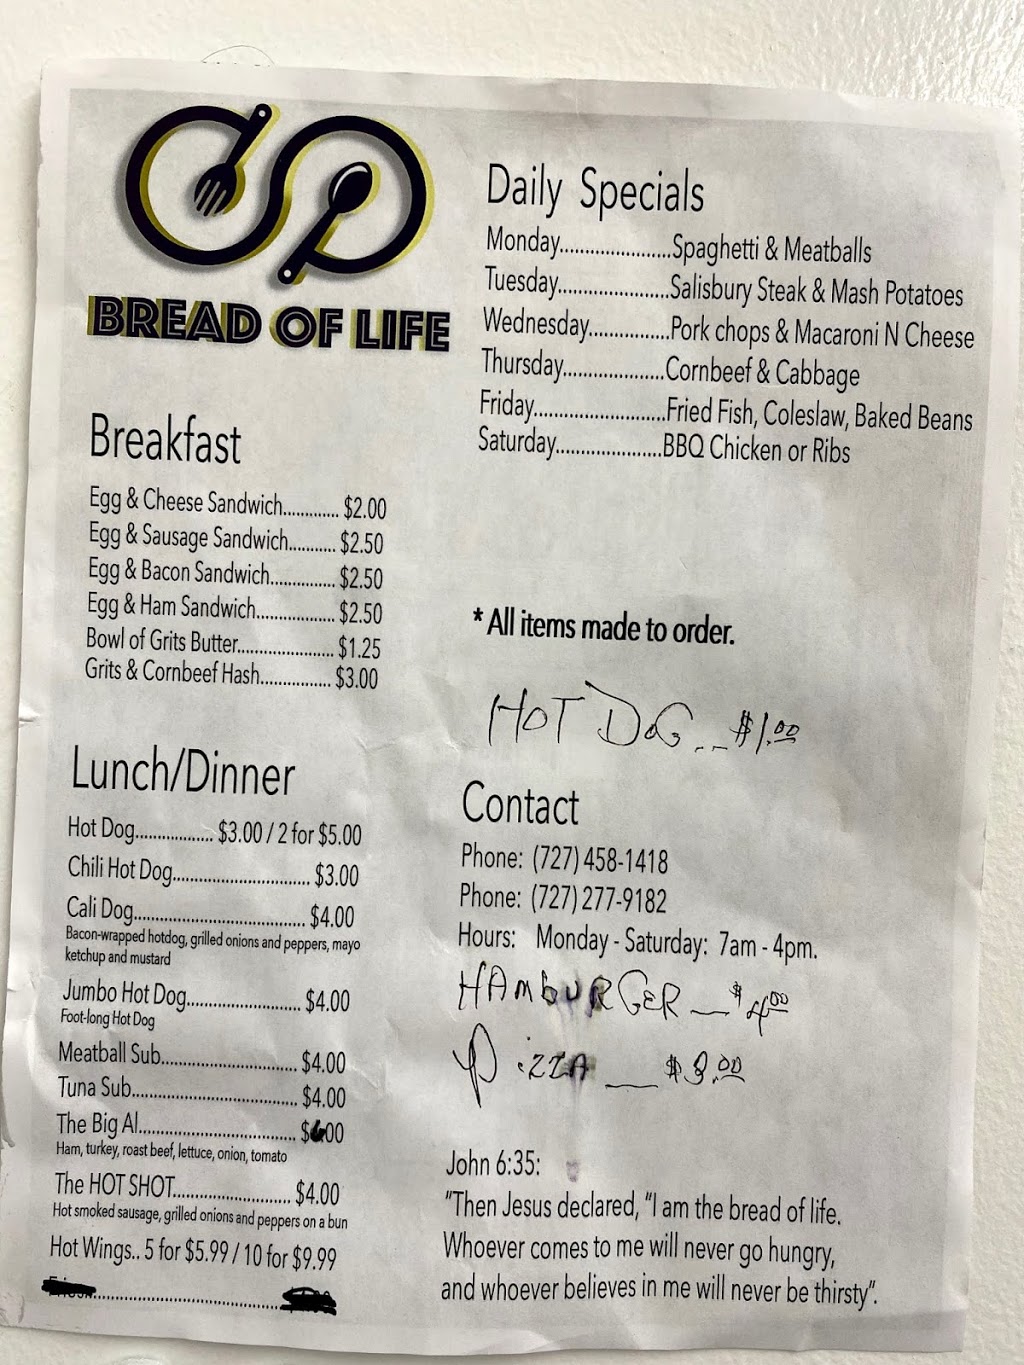 BREAD OF LIFE
Breakfast
Egg & Cheese Sandwich............. $2.00
Egg & Sausage Sandwich.......... $2.50
Egg & Bacon Sandwich.............. $2.50
Egg & Ham Sandwich................. $2.50
Bowl of Grits Butter...................... $1.25
Grits & Cornbeef Hash................ $3.00
Lunch/Dinner
Hot Dog.................. $3.00 / 2 for $5.00
Chili Hot Dog.............................. $3.00
Cali Dog...................................... $4.00
Bacon-wrapped hotdog, grilled onions and peppers, mayo
ketchup and mustard
Jumbo Hot Dog......................... $4.00
Foot-long Hot Dog
Meatball Sub.............................. $4.00
Tuna Sub..................................... $4.00
The Big Al................................... $6.00
Ham, turkey, roast beef, lettuce, onion, tomato
The HOT SHOT.......................... $4.00
Hot smoked sausage, grilled onions and peppers on a bun
Hot Wings.. 5 for $5.99 / 10 for $9.99
Daily Specials
Monday......................Spaghetti & Meatballs
Tuesday......................Salisbury Steak & Mash Potatoes
Wednesday................Pork chops & Macaroni N Cheese
Thursday....................Cornbeef & Cabbage
Friday..........................Fried Fish, Coleslaw, Baked Beans
Saturday.....................BBQ Chicken or Ribs
* All items made to order.
HOT DOG__$1.00
Contact
Phone: (727) 458-1418
Phone: (727) 277-9182
Hours: Monday - Saturday: 7am - 4pm.
HAMBURGER __ $4.00
Pizza __ $3.00
John 6:35:
"Then Jesus declared, "I am the bread of life.
Whoever comes to me will never go hungry,
and whoever believes in me will never be thirsty".